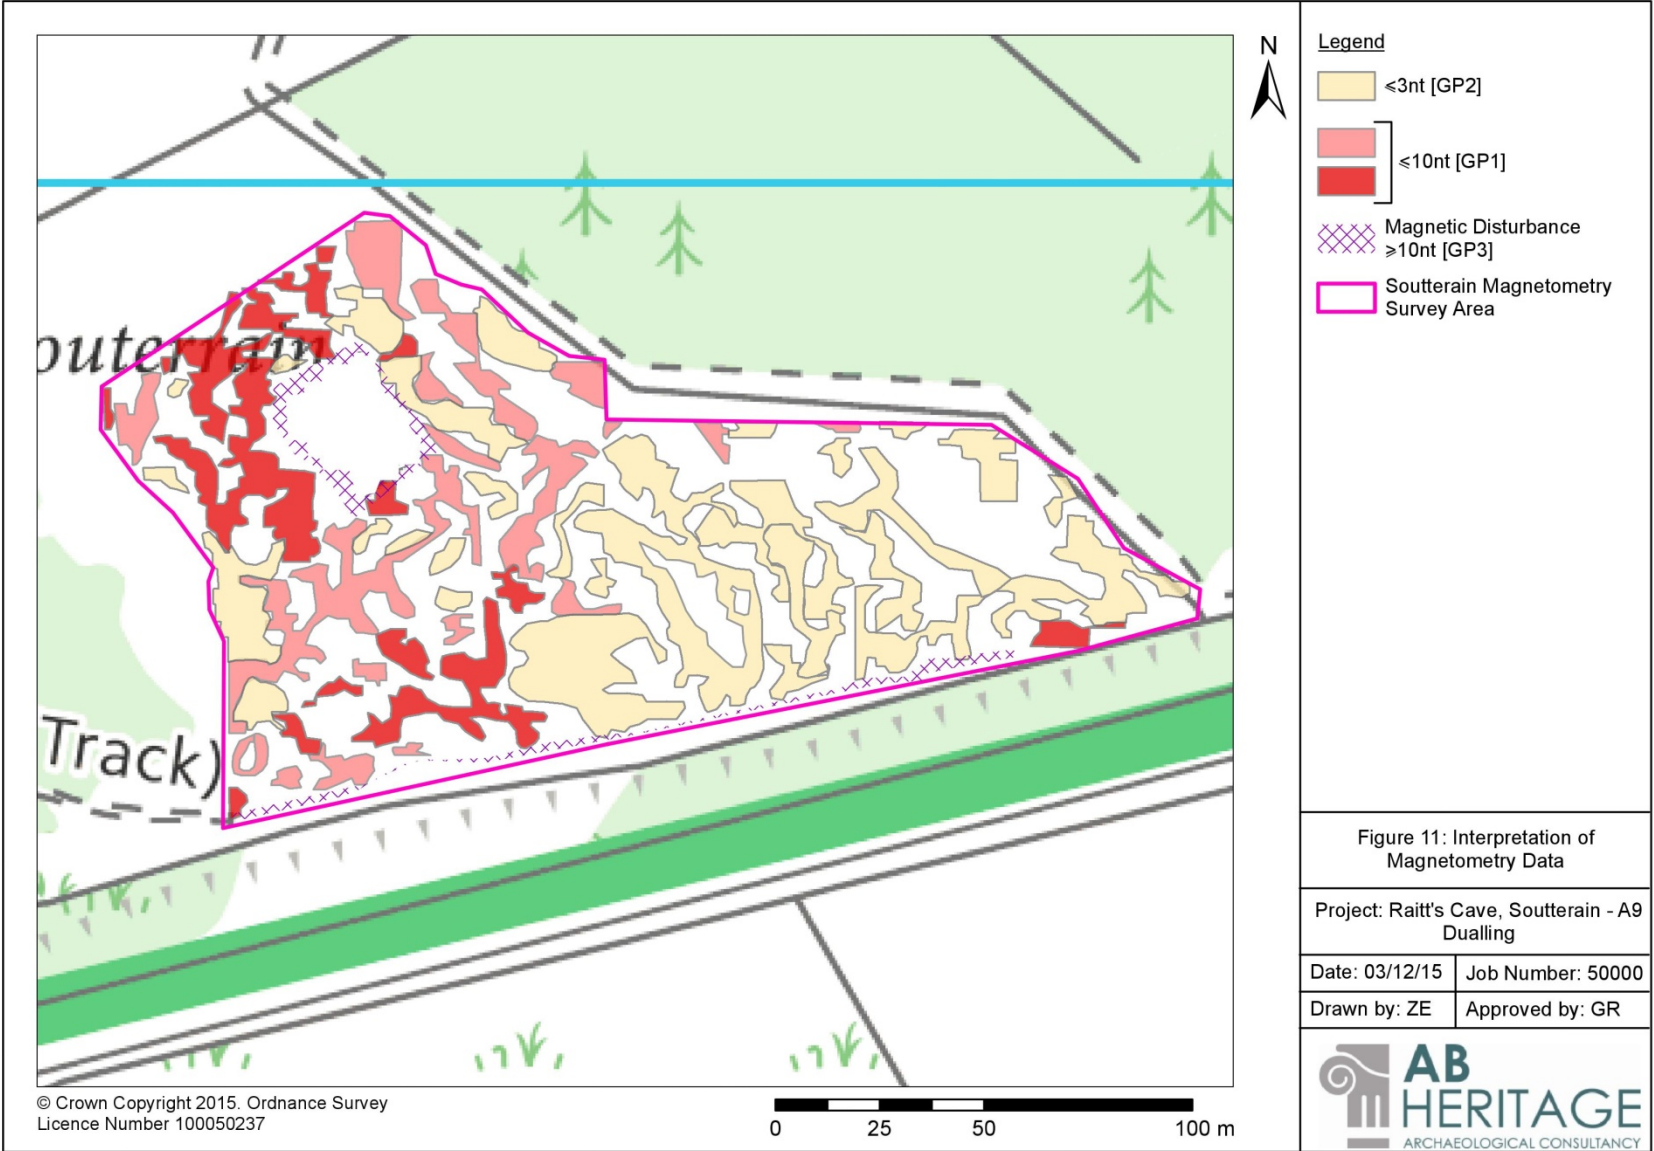 outerrain
Track)
N
Legend
≤3nt [GP2]
≤10nt [GP1]
Magnetic Disturbance
≥10nt [GP3]
Soutterain Magnetometry
Survey Area
Figure 11: Interpretation of
Magnetometry Data
Project: Raitt's Cave, Soutterain - A9
Dualling
Date: 03/12/15
Job Number: 50000
Drawn by: ZE
Approved by: GR
AB
HERITAGE
ARCHAEOLOGICAL CONSULTANCY
© Crown Copyright 2015. Ordnance Survey
Licence Number 100050237
0 25 50 100 m